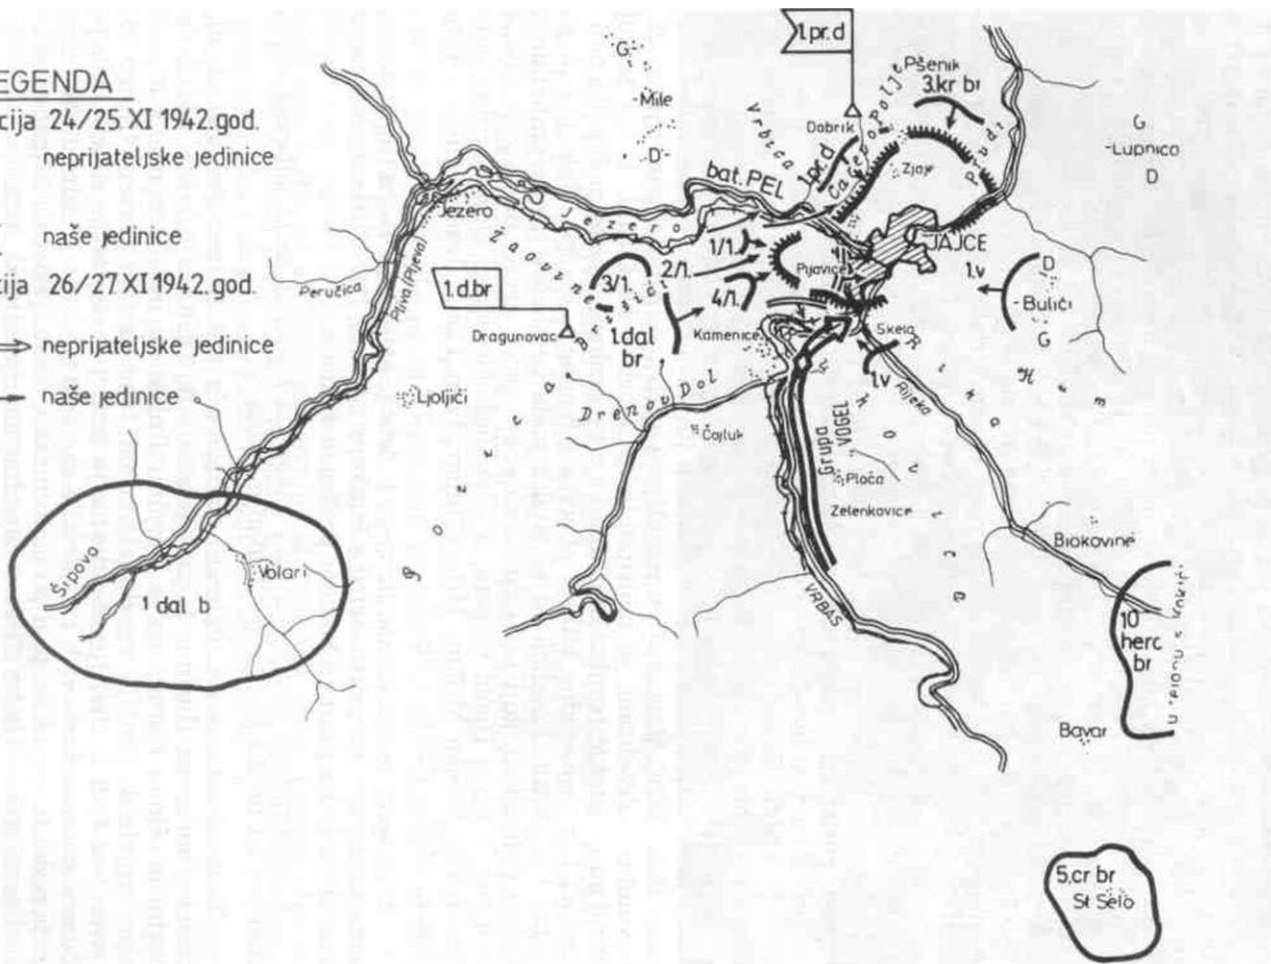 EGENDA
cija 24/25 XI 1942.god.
neprijateljske jedinice
naše jedinice
cija 26/27 XI 1942.god.
neprijateljske jedinice
naše jedinice
1.pr.d
G
Mile
D
Vrbica
Dobrik
Pšenik
3.kr br
Zjaje
G
Lupnica
D
bat. PEL
1.pr.d
Jezero
jezero
JAJCE
1/1.
2/1.
3/1.
4/1.
Pijavice
1.v
D
Bulići
G
Peručica
Pliva (Pljeva)
1.d.br
Dragunovac
1.dal
br
Kamenice
Skela
1.v
Rijeka
Ljoljići
Drenov Dol
Čojluk
Grupa
VOGEL
Ploča
Zelenkovice
Biokovine
Šipovo
Volari
1 dal b
VRBAS
10
herc
br
Bavar
5.cr br
St Selo